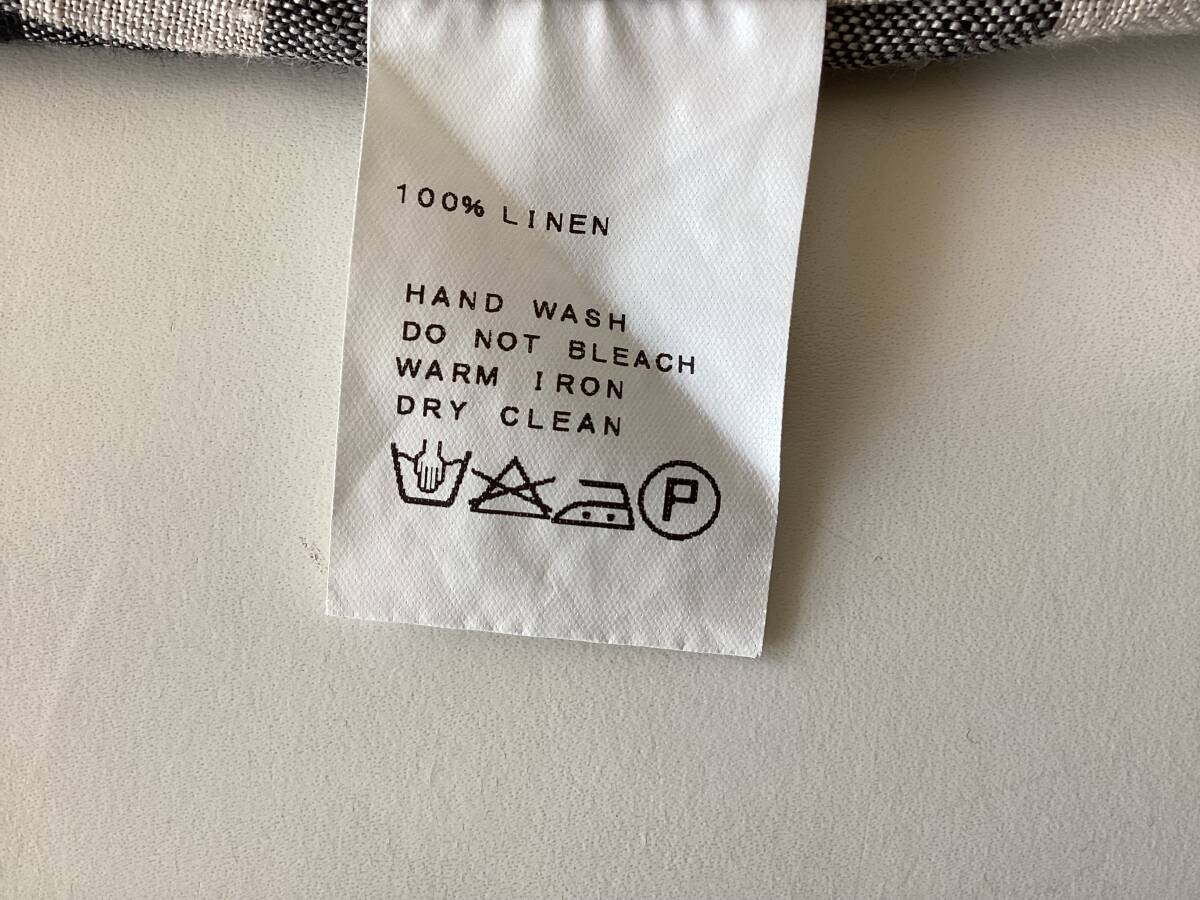 100% LINEN
HAND WASH
DO NOT BLEACH
WARM IRON
DRY CLEAN
P